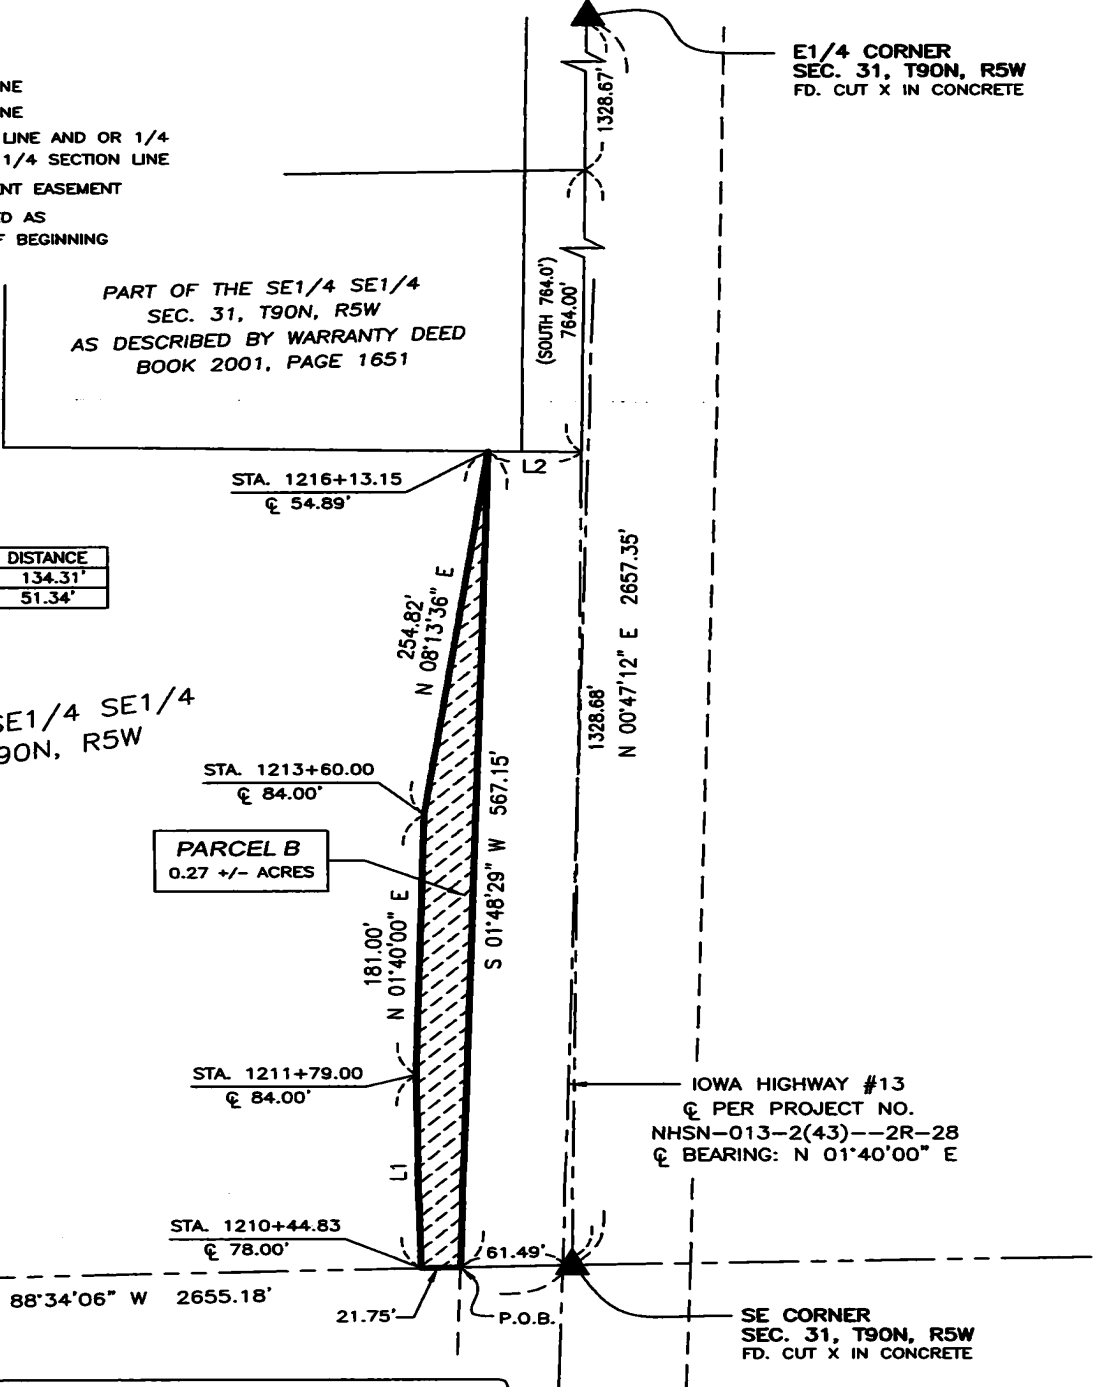 E1/4 CORNER
SEC. 31, T90N, R5W
FD. CUT X IN CONCRETE
1328.67'
LINE AND OR 1/4
1/4 SECTION LINE
EASEMENT
AS
BEGINNING
PART OF THE SE1/4 SE1/4
SEC. 31, T90N, R5W
AS DESCRIBED BY WARRANTY DEED
BOOK 2001, PAGE 1651
(SOUTH 764.0')
764.00'
L2
STA. 1216+13.15
℄ 54.89'
DISTANCE
134.31'
51.34'
254.82'
N 08°13'36" E
N 00°47'12" E 2657.35'
1328.68'
SE1/4 SE1/4
T90N, R5W
STA. 1213+60.00
℄ 84.00'
S 01°48'29" W 567.15'
PARCEL B
0.27 +/- ACRES
181.00'
N 01°40'00" E
STA. 1211+79.00
℄ 84.00'
IOWA HIGHWAY #13
℄ PER PROJECT NO.
NHSN-013-2(43)--2R-28
℄ BEARING: N 01°40'00" E
L1
STA. 1210+44.83
℄ 78.00'
61.49'
88°34'06" W 2655.18'
21.75'
P.O.B.
SE CORNER
SEC. 31, T90N, R5W
FD. CUT X IN CONCRETE